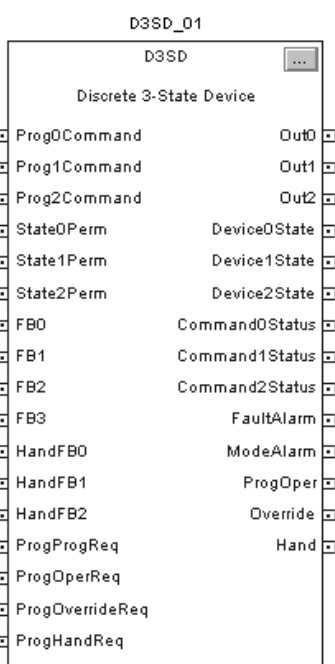 D3SD_01
D3SD
...
Discrete 3-State Device
Prog0Command Out0
Prog1Command Out1
Prog2Command Out2
State0Perm Device0State
State1Perm Device1State
State2Perm Device2State
FB0 Command0Status
FB1 Command1Status
FB2 Command2Status
FB3 FaultAlarm
HandFB0 ModeAlarm
HandFB1 ProgOper
HandFB2 Override
ProgProgReq Hand
ProgOperReq
ProgOverrideReq
ProgHandReq